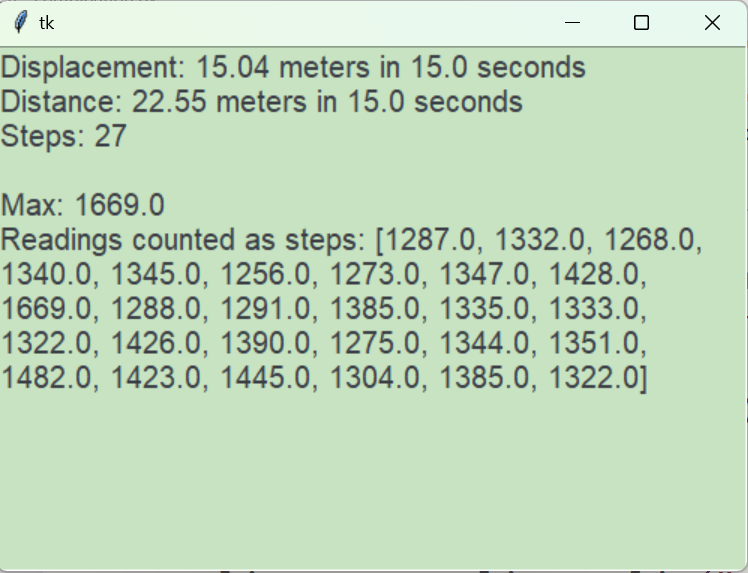 tk
Displacement: 15.04 meters in 15.0 seconds
Distance: 22.55 meters in 15.0 seconds
Steps: 27
Max: 1669.0
Readings counted as steps: [1287.0, 1332.0, 1268.0,
1340.0, 1345.0, 1256.0, 1273.0, 1347.0, 1428.0,
1669.0, 1288.0, 1291.0, 1385.0, 1335.0, 1333.0,
1322.0, 1426.0, 1390.0, 1275.0, 1344.0, 1351.0,
1482.0, 1423.0, 1445.0, 1304.0, 1385.0, 1322.0]